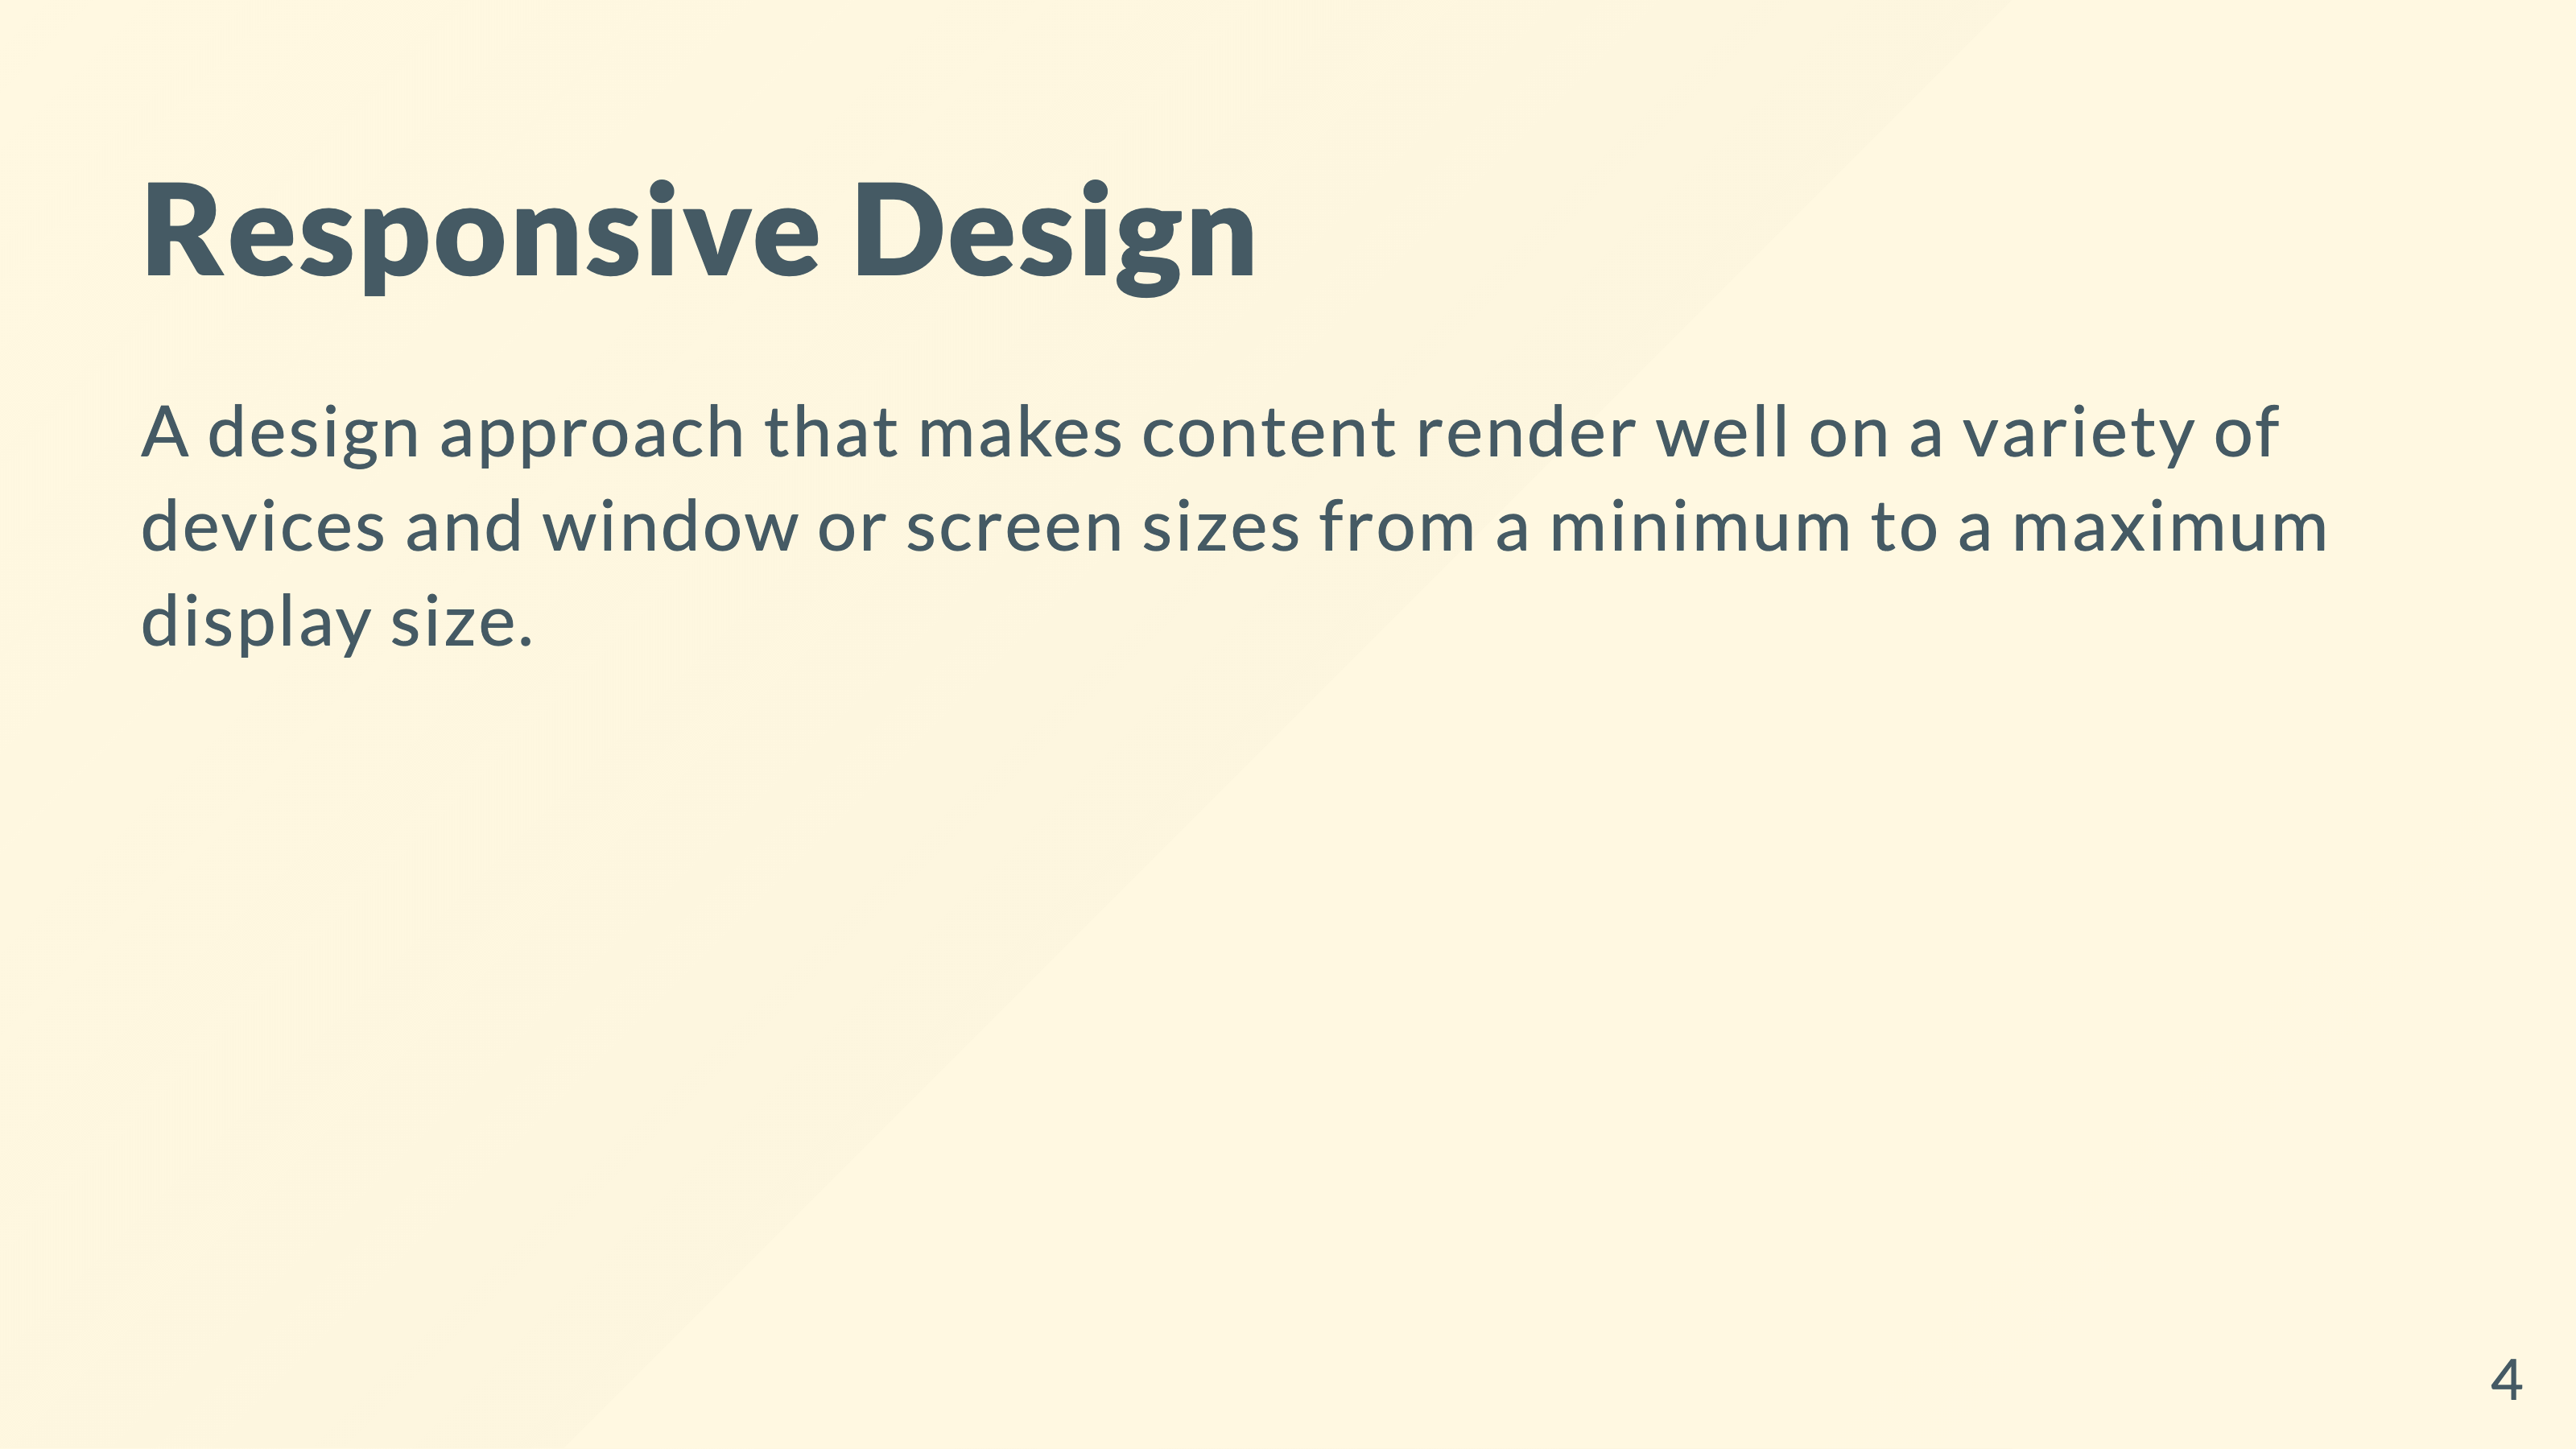 Responsive Design
A design approach that makes content render well on a variety of
devices and window or screen sizes from a minimum to a maximum
display size.
4